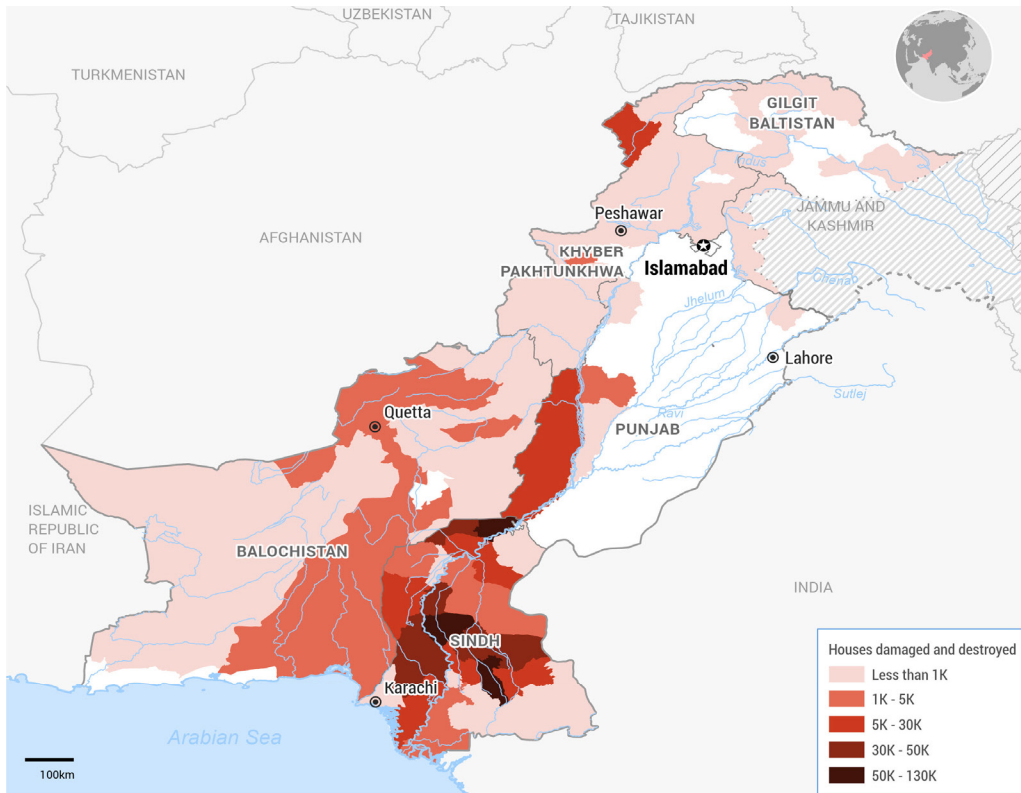 UZBEKISTAN
TAJIKISTAN
TURKMENISTAN
GILGIT
BALTISTAN
Indus
Peshawar
JAMMU AND
KASHMIR
AFGHANISTAN
KHYBER
PAKHTUNKHWA
Islamabad
Chenab
Jhelum
Lahore
Sutlej
Quetta
Ravi
PUNJAB
ISLAMIC
REPUBLIC
OF IRAN
BALOCHISTAN
INDIA
SINDH
Karachi
Arabian Sea
100km
Houses damaged and destroyed
Less than 1K
1K - 5K
5K - 30K
30K - 50K
50K - 130K